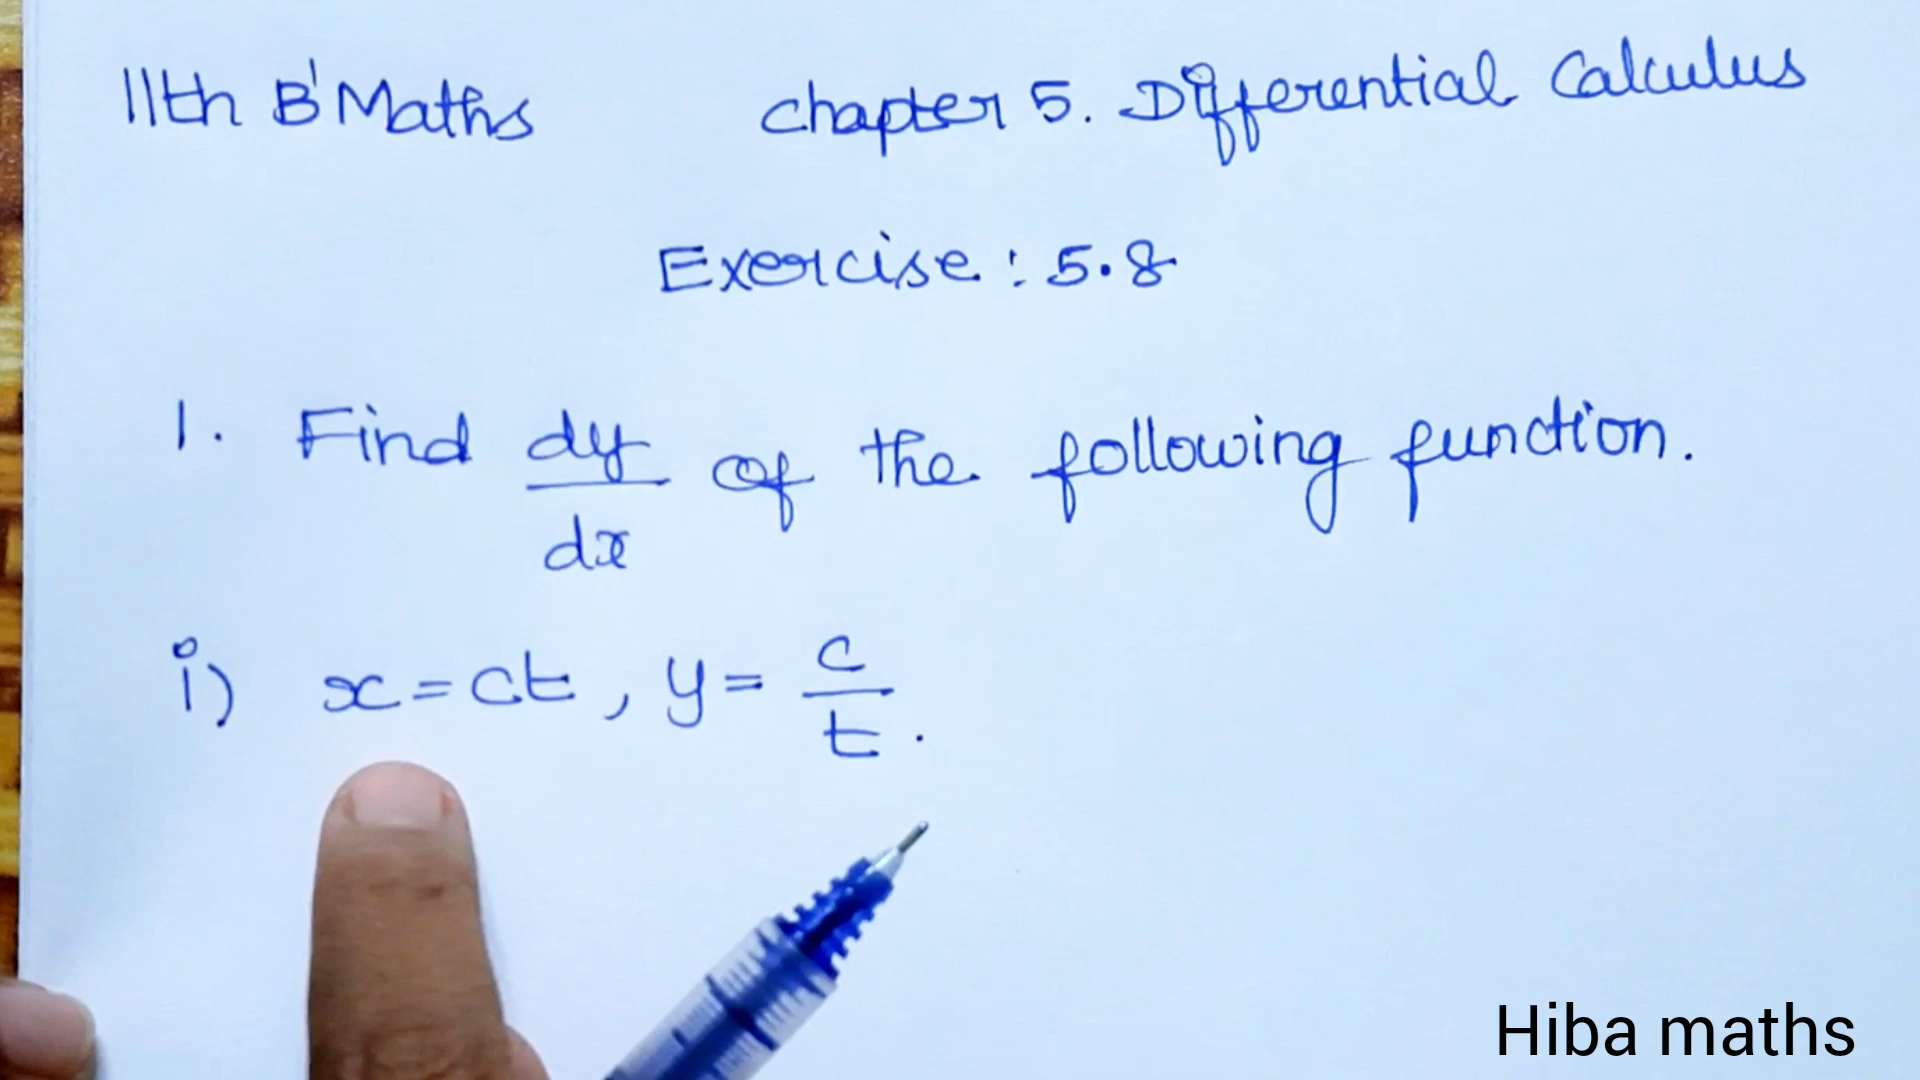 11th B'Maths chapter 5. Differential Calculus
Exercise : 5.8
1. Find dy/dx of the following function.
i) x = ct, y = c/t.
Hiba maths